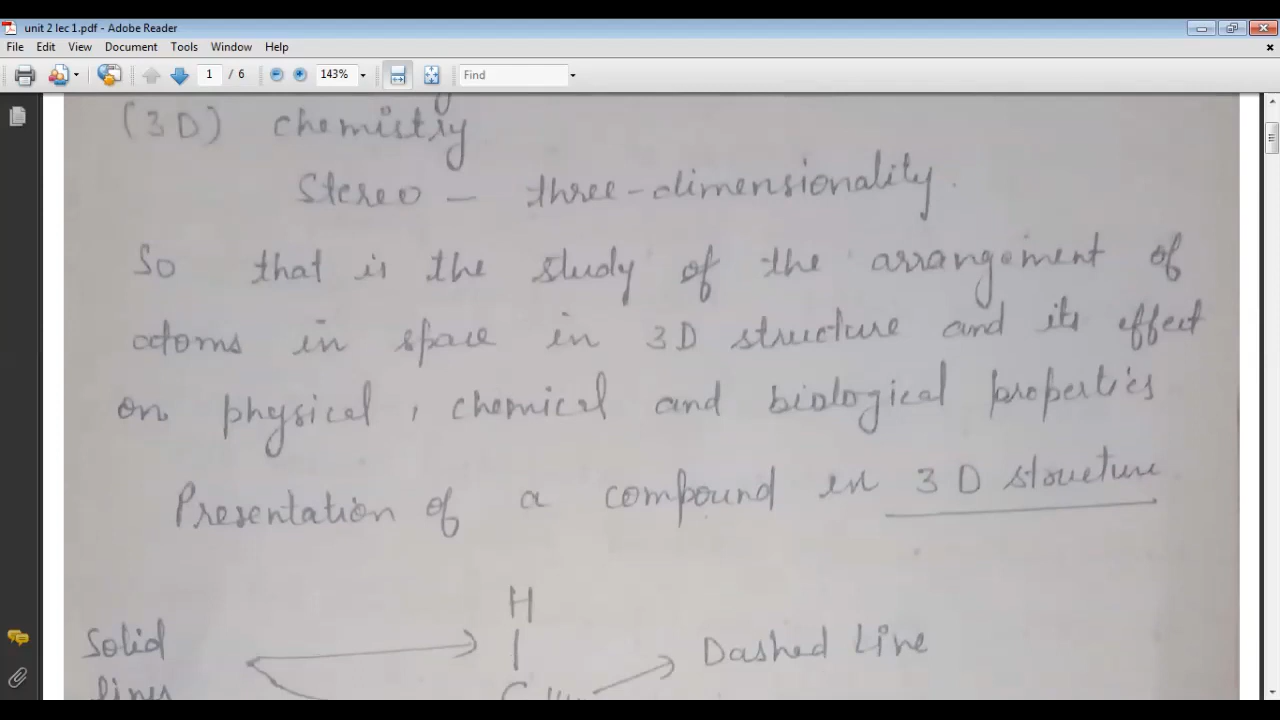 unit 2 lec 1.pdf - Adobe Reader
File Edit View Document Tools Window Help
1 / 6 143% Find
(3D) chemistry
Stereo - three-dimensionality.
So that is the study of the arrangement of
atoms in space in 3D structure and its effect
on physical, chemical and biological properties
Presentation of a compound in 3D structure
H
Solid
Dashed Line
lines
C